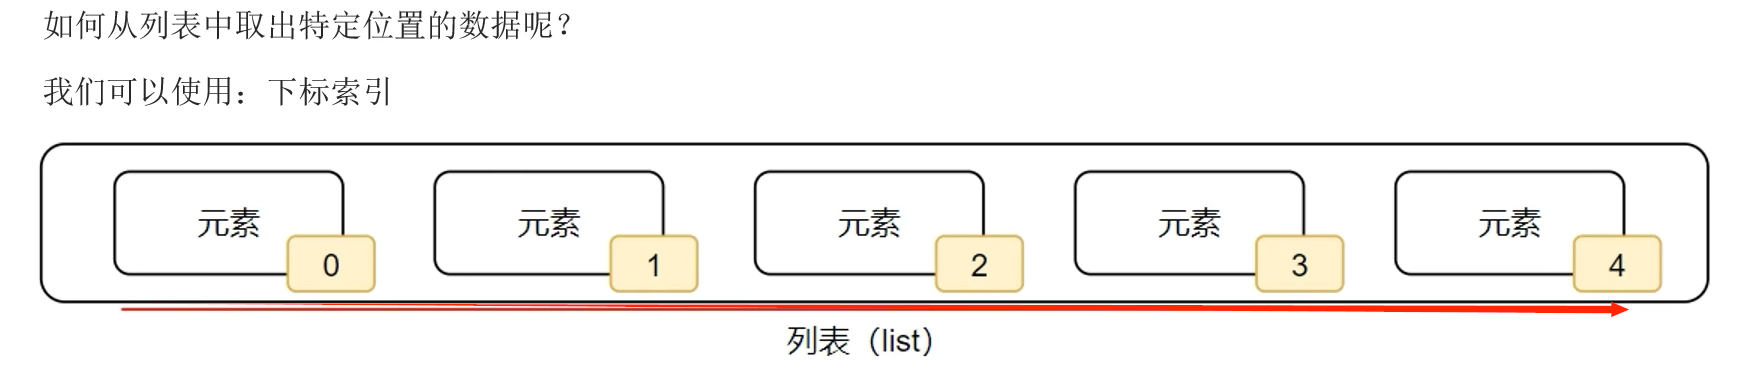 如何从列表中取出特定位置的数据呢？
我们可以使用：下标索引
元素 元素 元素 元素 元素
0 1 2 3 4
列表（list）